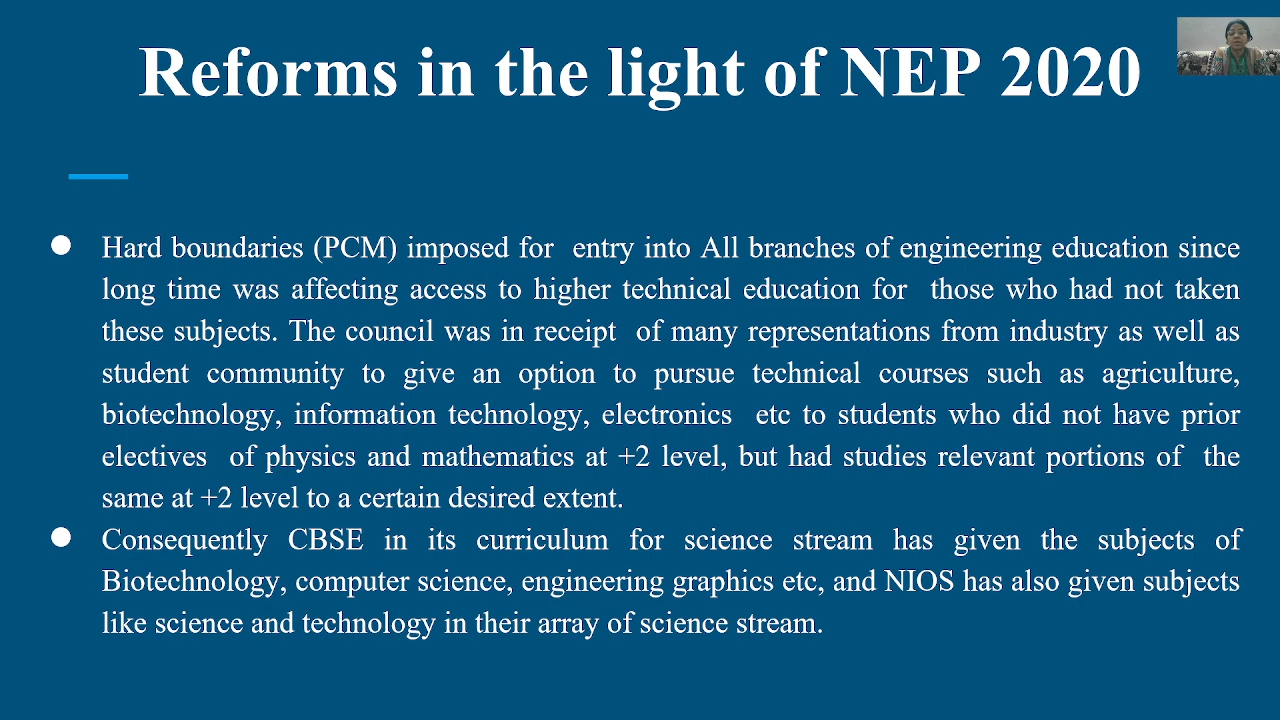 Reforms in the light of NEP 2020
● Hard boundaries (PCM) imposed for entry into All branches of engineering education since
long time was affecting access to higher technical education for those who had not taken
these subjects. The council was in receipt of many representations from industry as well as
student community to give an option to pursue technical courses such as agriculture,
biotechnology, information technology, electronics etc to students who did not have prior
electives of physics and mathematics at +2 level, but had studies relevant portions of the
same at +2 level to a certain desired extent.
● Consequently CBSE in its curriculum for science stream has given the subjects of
Biotechnology, computer science, engineering graphics etc, and NIOS has also given subjects
like science and technology in their array of science stream.